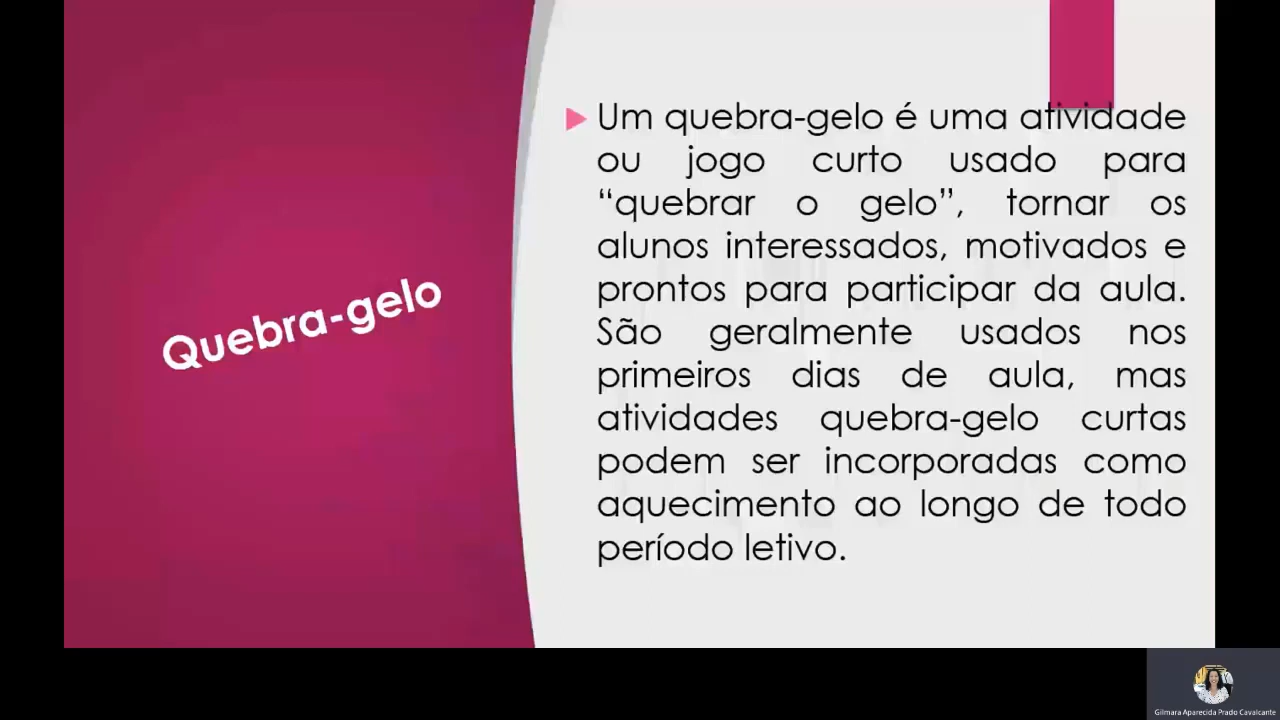 Quebra-gelo
Um quebra-gelo é uma atividade
ou jogo curto usado para
“quebrar o gelo”, tornar os
alunos interessados, motivados e
prontos para participar da aula.
São geralmente usados nos
primeiros dias de aula, mas
atividades quebra-gelo curtas
podem ser incorporadas como
aquecimento ao longo de todo
período letivo.
Gilmara Aparecida Prado Cavalcante